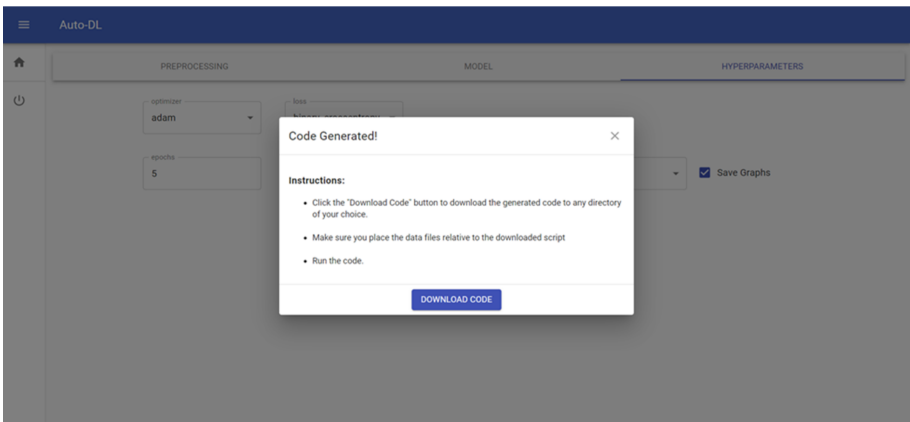 Auto-DL
PREPROCESSING MODEL HYPERPARAMETERS
optimizer loss
adam binary_crossentropy
Code Generated!
epochs
5
Save Graphs
Instructions:
Click the "Download Code" button to download the generated code to any directory
of your choice.
Make sure you place the data files relative to the downloaded script
Run the code.
DOWNLOAD CODE